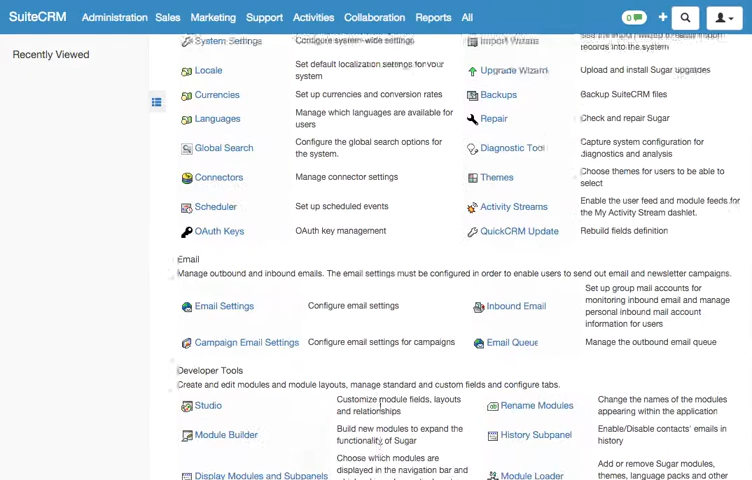 SuiteCRM Administration Sales Marketing Support Activities Collaboration Reports All 0
Recently Viewed
System Settings Configure system-wide settings Import Wizard
records into the system
Locale Set default localization settings for your system Upgrade Wizard Upload and install Sugar upgrades
Currencies Set up currencies and conversion rates Backups Backup SuiteCRM files
Languages Manage which languages are available for users Repair Check and repair Sugar
Global Search Configure the global search options for the system. Diagnostic Tool Capture system configuration for diagnostics and analysis
Connectors Manage connector settings Themes Choose themes for users to be able to select
Scheduler Set up scheduled events Activity Streams Enable the user feed and module feeds for the My Activity Stream dashlet.
OAuth Keys OAuth key management QuickCRM Update Rebuild fields definition
Email
Manage outbound and inbound emails. The email settings must be configured in order to enable users to send out email and newsletter campaigns.
Email Settings Configure email settings Inbound Email Set up group mail accounts for monitoring inbound email and manage personal inbound mail account information for users
Campaign Email Settings Configure email settings for campaigns Email Queue Manage the outbound email queue
Developer Tools
Create and edit modules and module layouts, manage standard and custom fields and configure tabs.
Studio Customize module fields, layouts and relationships Rename Modules Change the names of the modules appearing within the application
Module Builder Build new modules to expand the functionality of Sugar History Subpanel Enable/Disable contacts' emails in history
Display Modules and Subpanels Choose which modules are displayed in the navigation bar and Module Loader Add or remove Sugar modules, themes, language packs and other